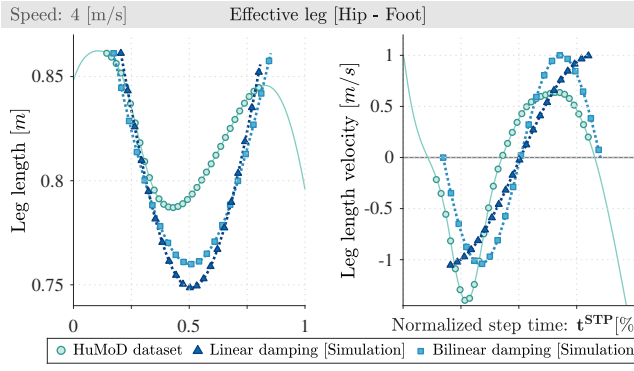 Speed: 4 [m/s] Effective leg [Hip - Foot]
Leg length [m]
0.85
0.8
0.75
0 0.5 1
Leg length velocity [m/s]
1
0.5
0
-0.5
-1
Normalized step time: t^STP[%
HuMoD dataset Linear damping [Simulation] Bilinear damping [Simulation